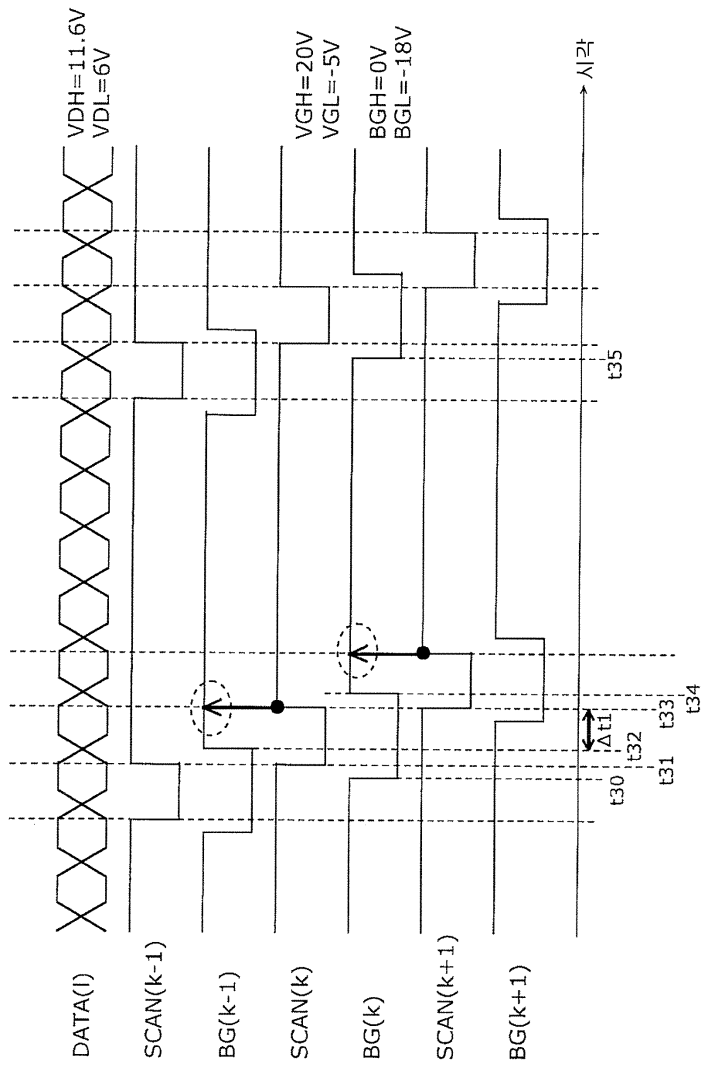 DATA(l)
VDH=11.6V
VDL=6V
SCAN(k-1)
BG(k-1)
SCAN(k)
VGH=20V
VGL=-5V
BG(k)
BGH=0V
BGL=-18V
SCAN(k+1)
BG(k+1)
시각
t30
t31
t32
Δt1
t33
t34
t35